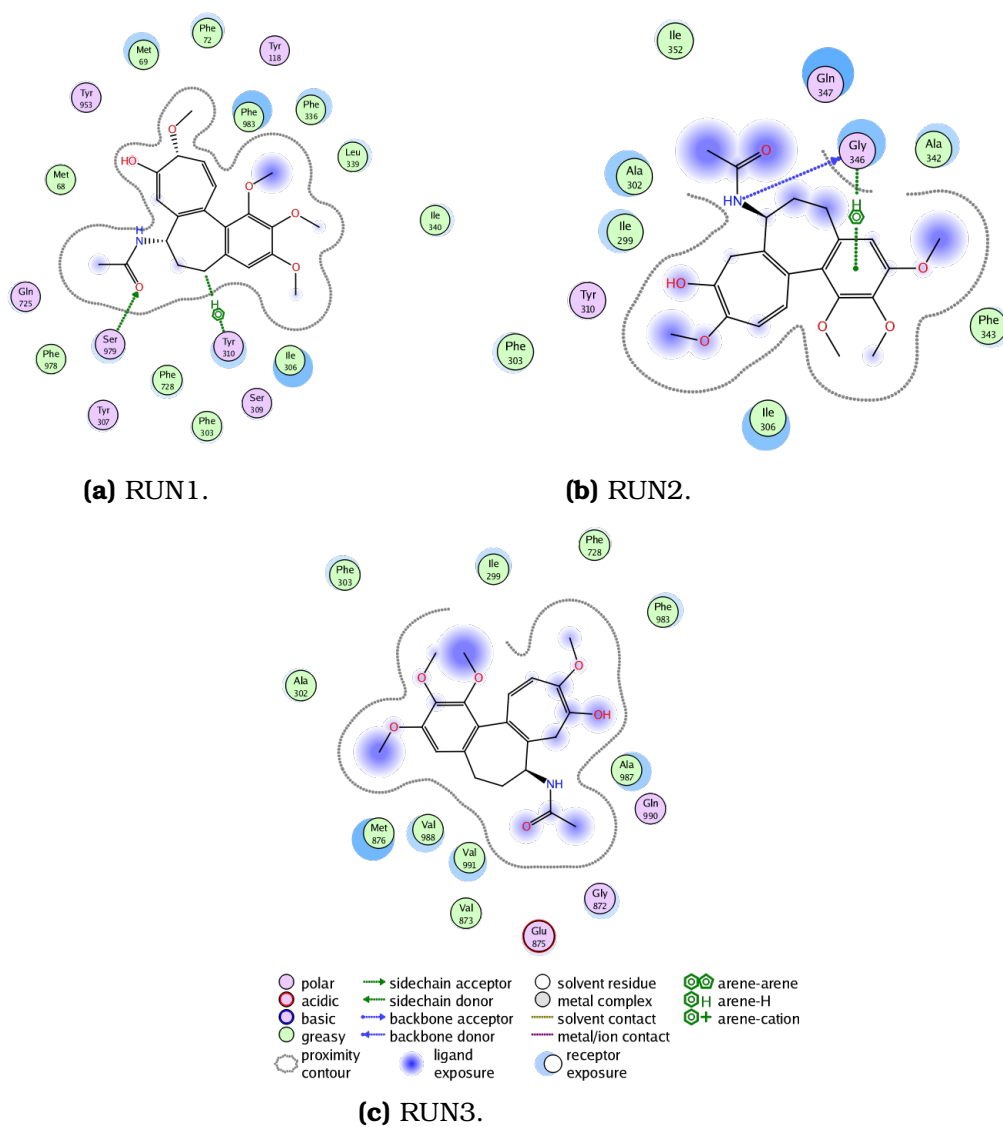 Phe
72
Met
69
Tyr
118
Tyr
953
Phe
983
Phe
336
Leu
339
Met
68
Ile
340
HO
O
O
O
O
H
N
O
H
Gln
725
Ser
979
Tyr
310
Ile
306
Phe
978
Phe
728
Ser
309
Tyr
307
Phe
303
(a) RUN1.
Ile
352
Gln
347
Gly
346
Ala
342
Ala
302
Ile
299
Tyr
310
Phe
303
Phe
343
Ile
306
O
N
H
H
HO
O
O
O
O
(b) RUN2.
Phe
303
Ile
299
Phe
728
Phe
983
Ala
302
O
O
O
O
OH
NH
O
Ala
987
Gln
990
Met
876
Val
988
Val
991
Val
873
Gly
872
Glu
875
polar
acidic
basic
greasy
proximity
contour
sidechain acceptor
sidechain donor
backbone acceptor
backbone donor
ligand
exposure
solvent residue
metal complex
solvent contact
metal/ion contact
receptor
exposure
arene-arene
H arene-H
+ arene-cation
(c) RUN3.